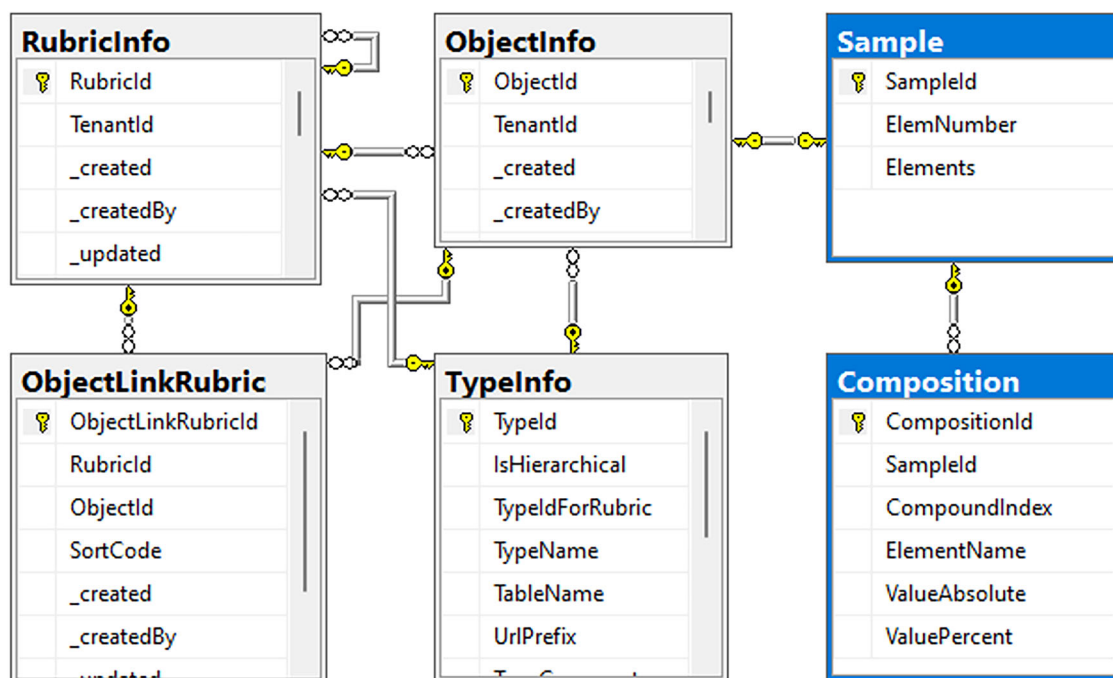 RubricInfo
RubricId
TenantId
_created
_createdBy
_updated
ObjectInfo
ObjectId
TenantId
_created
_createdBy
Sample
SampleId
ElemNumber
Elements
ObjectLinkRubric
ObjectLinkRubricId
RubricId
ObjectId
SortCode
_created
_createdBy
_updated
TypeInfo
TypeId
IsHierarchical
TypeIdForRubric
TypeName
TableName
UrlPrefix
Composition
CompositionId
SampleId
CompoundIndex
ElementName
ValueAbsolute
ValuePercent